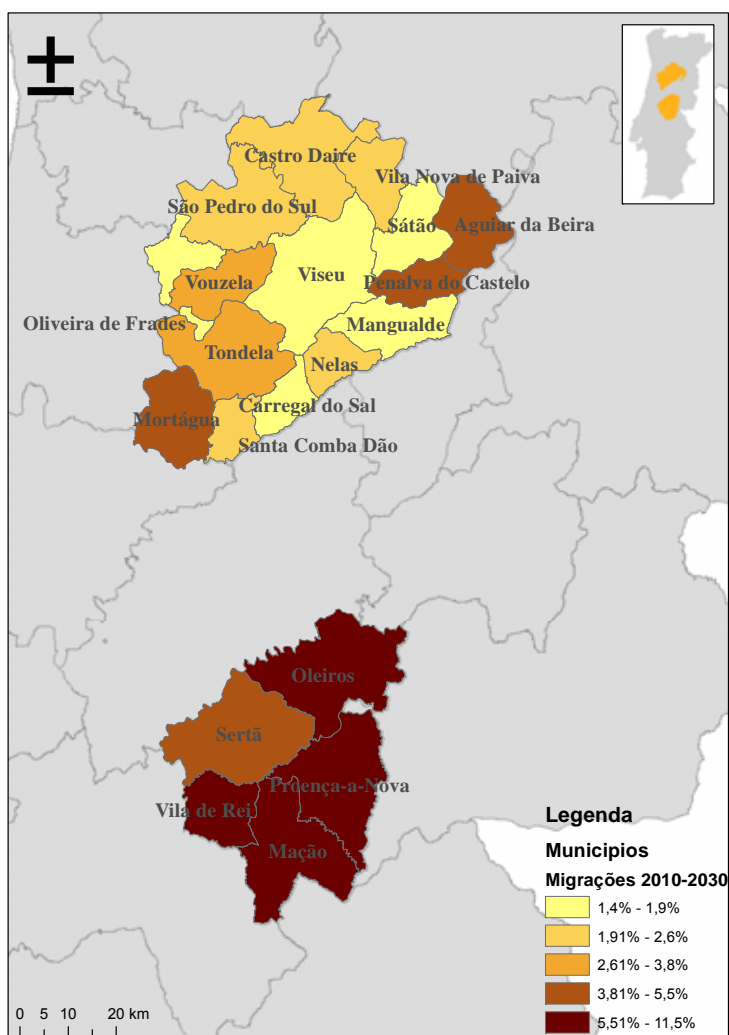 Castro Daire
Vila Nova de Paiva
São Pedro do Sul
Sátão
Aguiar da Beira
Viseu
Vouzela
Penalva do Castelo
Oliveira de Frades
Mangualde
Tondela
Nelas
Carregal do Sal
Mortágua
Santa Comba Dão
Oleiros
Sertã
Proença-a-Nova
Vila de Rei
Mação
Legenda
Municipios
Migrações 2010-2030
1,4% - 1,9%
1,91% - 2,6%
2,61% - 3,8%
3,81% - 5,5%
5,51% - 11,5%
0 5 10 20 km